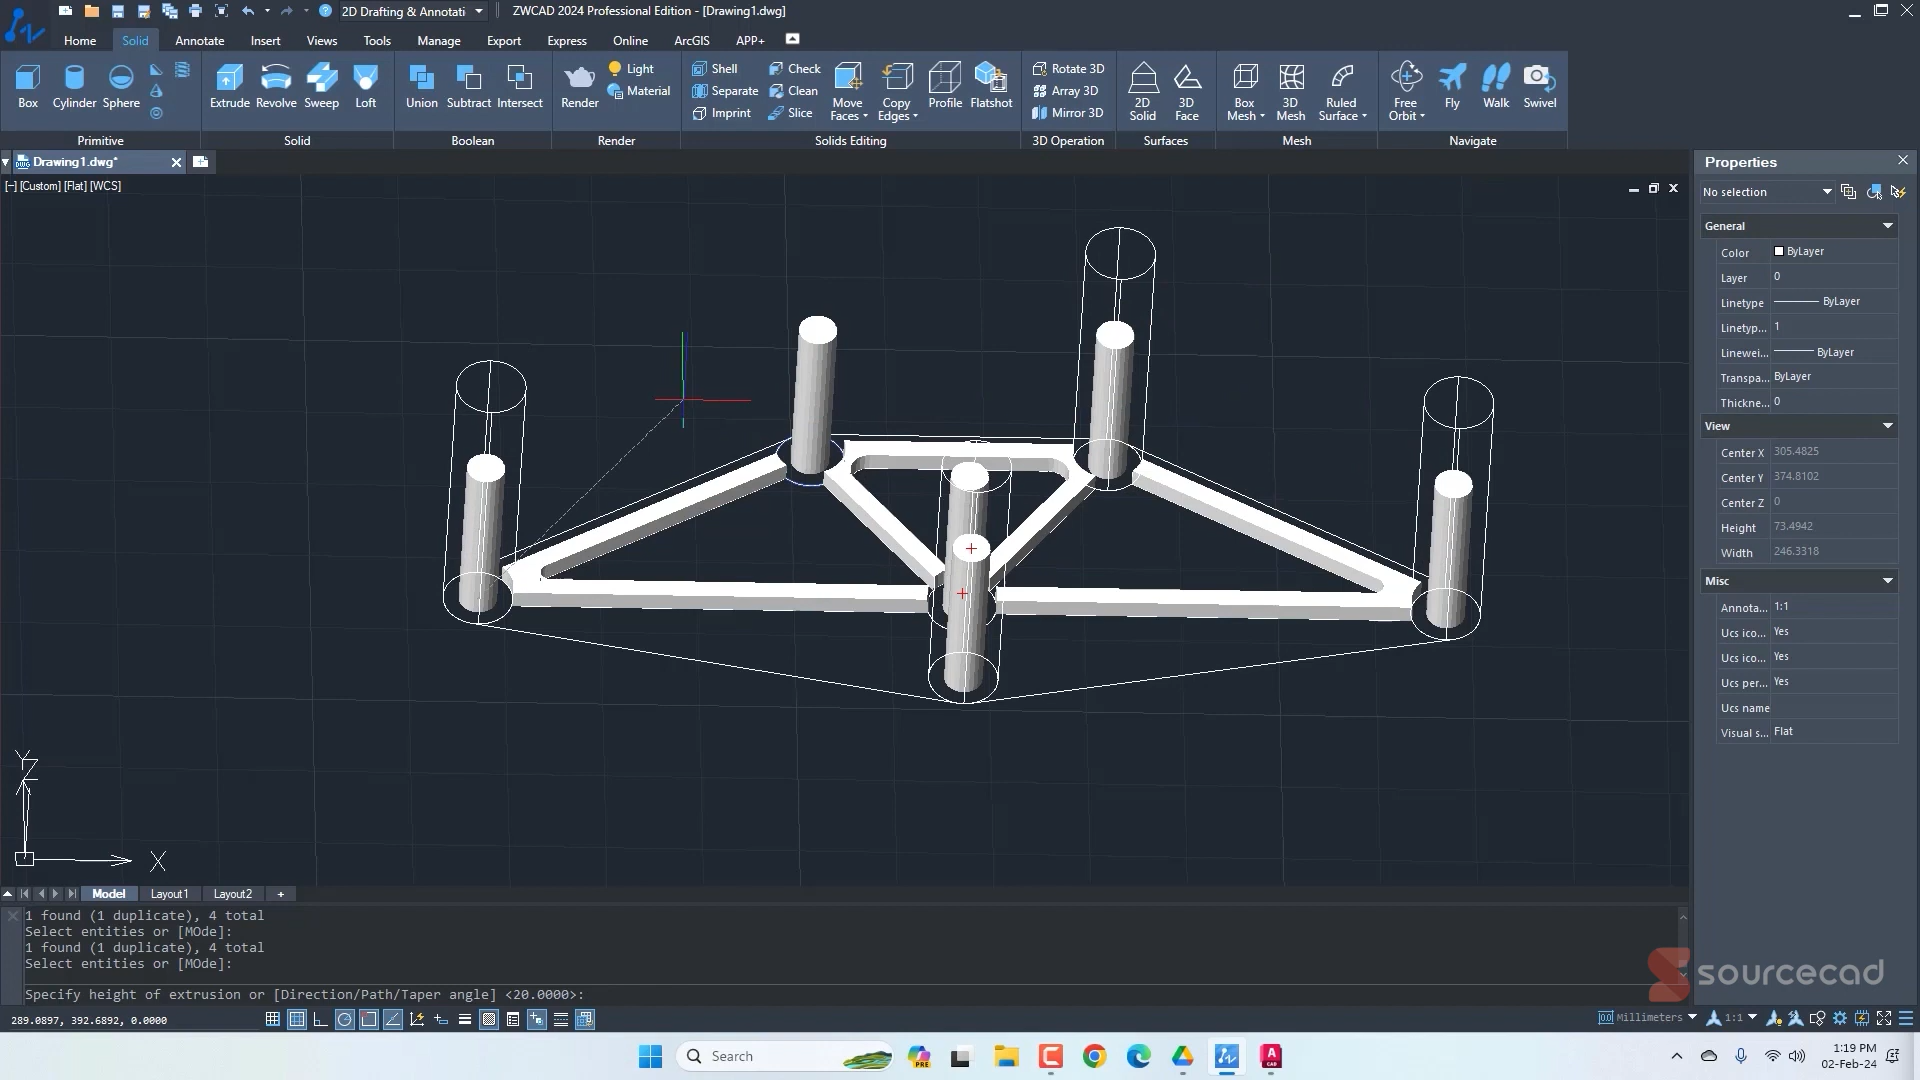 2D Drafting & Annotati
ZWCAD 2024 Professional Edition - [Drawing1.dwg]
Home Solid Annotate Insert Views Tools Manage Export Express Online ArcGIS APP+
Box Cylinder Sphere
Extrude Revolve Sweep Loft
Union Subtract Intersect
Render Light Material
Shell Separate Imprint
Check Clean Slice
Move Faces
Copy Edges
Profile Flatshot
Rotate 3D
Array 3D
Mirror 3D
2D Solid
3D Face
Box Mesh
3D Mesh
Ruled Surface
Free Orbit
Fly Walk Swivel
Primitive Solid Boolean Render Solids Editing 3D Operation Surfaces Mesh Navigate
Drawing1.dwg*
[−] [Custom] [Flat] [WCS]
Properties
No selection
General
Color ByLayer
Layer 0
Linetype ByLayer
Linetyp... 1
Linewei... ByLayer
Transpa... ByLayer
Thickne... 0
View
Center X 305.4825
Center Y 374.8102
Center Z 0
Height 73.4942
Width 246.3318
Misc
Annota... 1:1
Ucs ico... Yes
Ucs ico... Yes
Ucs per... Yes
Ucs name
Visual s... Flat
Y
Z
X
Model Layout1 Layout2 +
1 found (1 duplicate), 4 total
Select entities or [MOde]:
1 found (1 duplicate), 4 total
Select entities or [MOde]:
Specify height of extrusion or [Direction/Path/Taper angle] <20.0000>:
sourcecad
289.0897, 392.6892, 0.0000
Millimeters 1:1
Search
PRE
1:19 PM
02-Feb-24